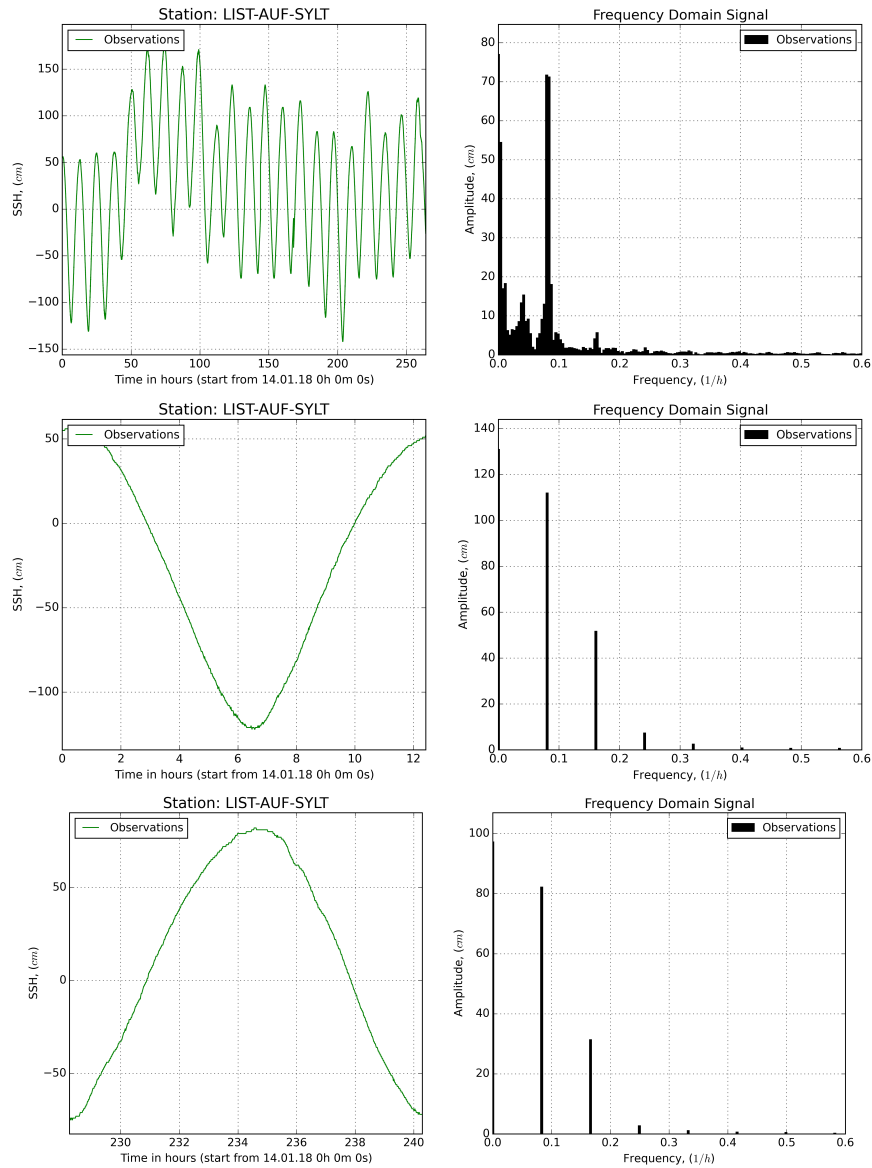 Station: LIST-AUF-SYLT
Observations
SSH, (cm)
150
100
50
0
−50
−100
−150
0 50 100 150 200 250
Time in hours (start from 14.01.18 0h 0m 0s)
Frequency Domain Signal
Observations
Amplitude, (cm)
80
70
60
50
40
30
20
10
0
0.0 0.1 0.2 0.3 0.4 0.5 0.6
Frequency, (1/h)
Station: LIST-AUF-SYLT
Observations
SSH, (cm)
50
0
−50
−100
0 2 4 6 8 10 12
Time in hours (start from 14.01.18 0h 0m 0s)
Frequency Domain Signal
Observations
Amplitude, (cm)
140
120
100
80
60
40
20
0
0.0 0.1 0.2 0.3 0.4 0.5 0.6
Frequency, (1/h)
Station: LIST-AUF-SYLT
Observations
SSH, (cm)
50
0
−50
230 232 234 236 238 240
Time in hours (start from 14.01.18 0h 0m 0s)
Frequency Domain Signal
Observations
Amplitude, (cm)
100
80
60
40
20
0
0.0 0.1 0.2 0.3 0.4 0.5 0.6
Frequency, (1/h)